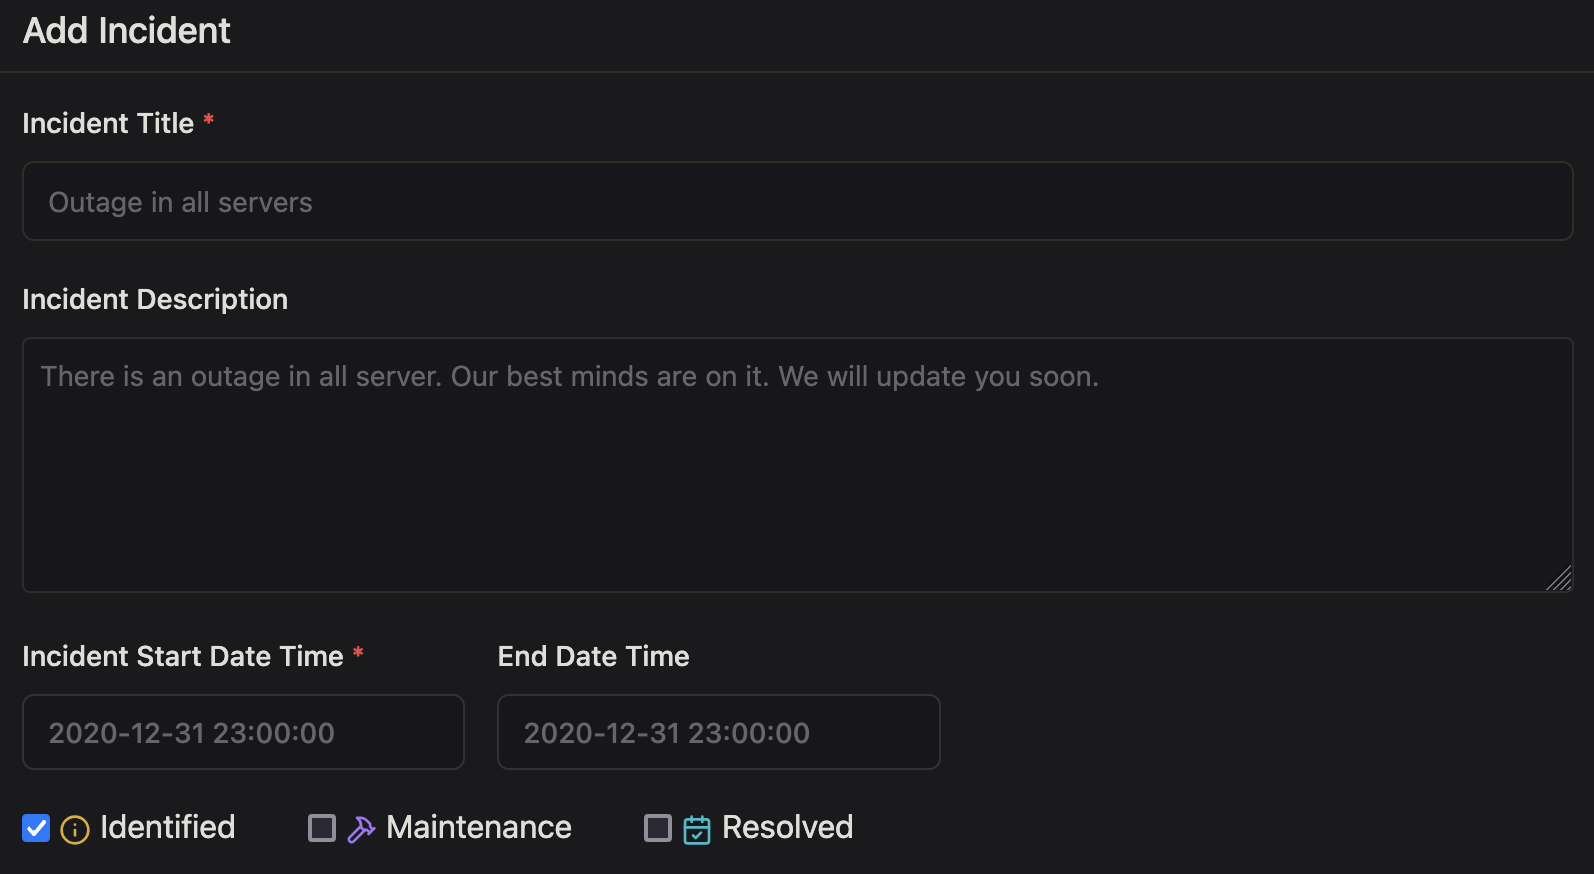 Add Incident
Incident Title *
Outage in all servers
Incident Description
There is an outage in all server. Our best minds are on it. We will update you soon.
Incident Start Date Time * End Date Time
2020-12-31 23:00:00 2020-12-31 23:00:00
Identified Maintenance Resolved